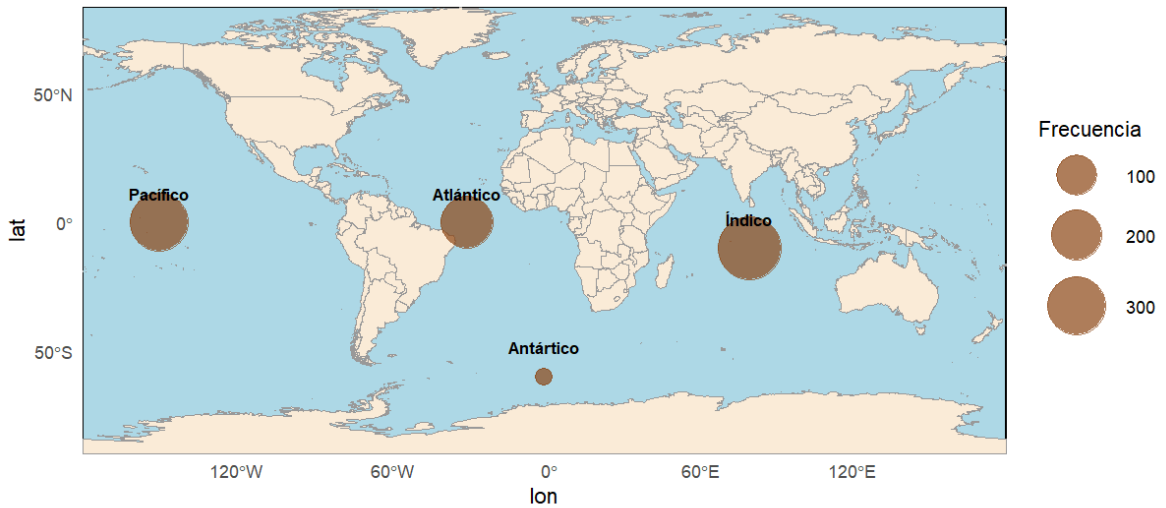 50°N
0°
50°S
lat
Pacífico
Atlántico
Índico
Antártico
120°W
60°W
0°
60°E
120°E
lon
Frecuencia
100
200
300